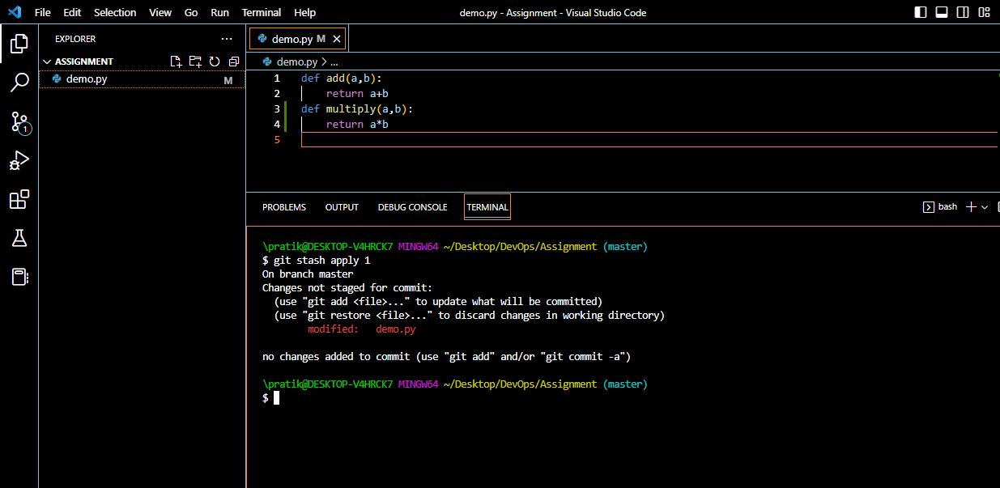 File Edit Selection View Go Run Terminal Help demo.py - Assignment - Visual Studio Code
EXPLORER ...
ASSIGNMENT
demo.py M
demo.py M
demo.py > ...
1 def add(a,b):
2 return a+b
3 def multiply(a,b):
4 return a*b
5
1
PROBLEMS OUTPUT DEBUG CONSOLE TERMINAL bash
\pratik@DESKTOP-V4HRCK7 MINGW64 ~/Desktop/DevOps/Assignment (master)
$ git stash apply 1
On branch master
Changes not staged for commit:
(use "git add <file>..." to update what will be committed)
(use "git restore <file>..." to discard changes in working directory)
modified: demo.py
no changes added to commit (use "git add" and/or "git commit -a")
\pratik@DESKTOP-V4HRCK7 MINGW64 ~/Desktop/DevOps/Assignment (master)
$